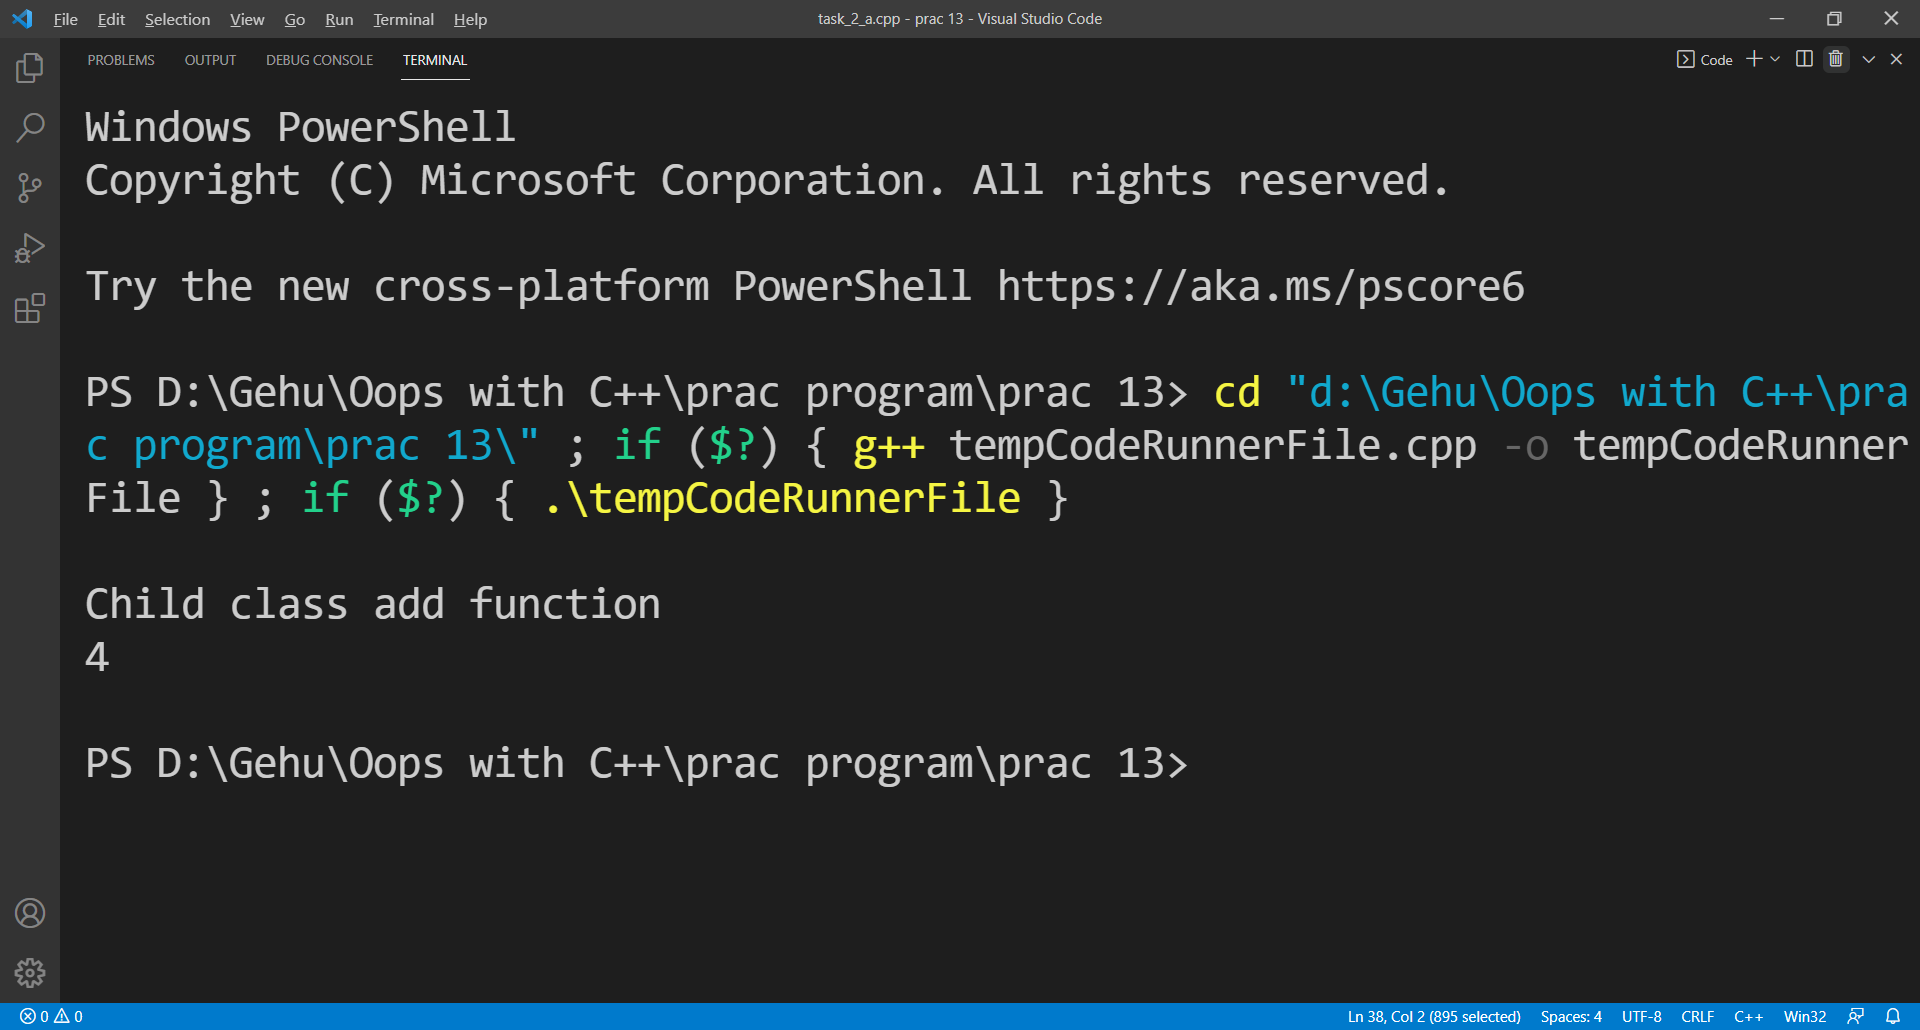 File Edit Selection View Go Run Terminal Help task_2_a.cpp - prac 13 - Visual Studio Code
PROBLEMS OUTPUT DEBUG CONSOLE TERMINAL Code
Windows PowerShell
Copyright (C) Microsoft Corporation. All rights reserved.
Try the new cross-platform PowerShell https://aka.ms/pscore6
PS D:\Gehu\Oops with C++\prac program\prac 13> cd "d:\Gehu\Oops with C++\pra
c program\prac 13\" ; if ($?) { g++ tempCodeRunnerFile.cpp -o tempCodeRunner
File } ; if ($?) { .\tempCodeRunnerFile }
Child class add function
4
PS D:\Gehu\Oops with C++\prac program\prac 13>
0 0 Ln 38, Col 2 (895 selected) Spaces: 4 UTF-8 CRLF C++ Win32